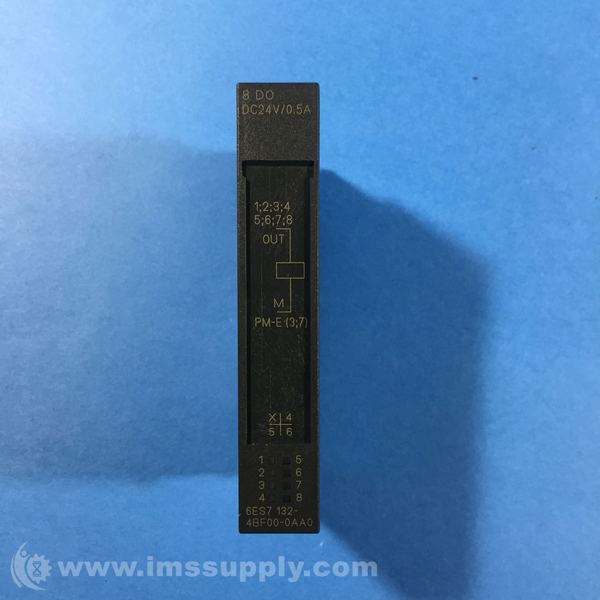 8 DO
DC24V/0.5A
1;2;3;4
5;6;7;8
OUT
M
PM-E (3;7)
X 4
5 6
1 5
2 6
3 7
4 8
6ES7 132-
4BF00-0AA0
www.imssupply.com